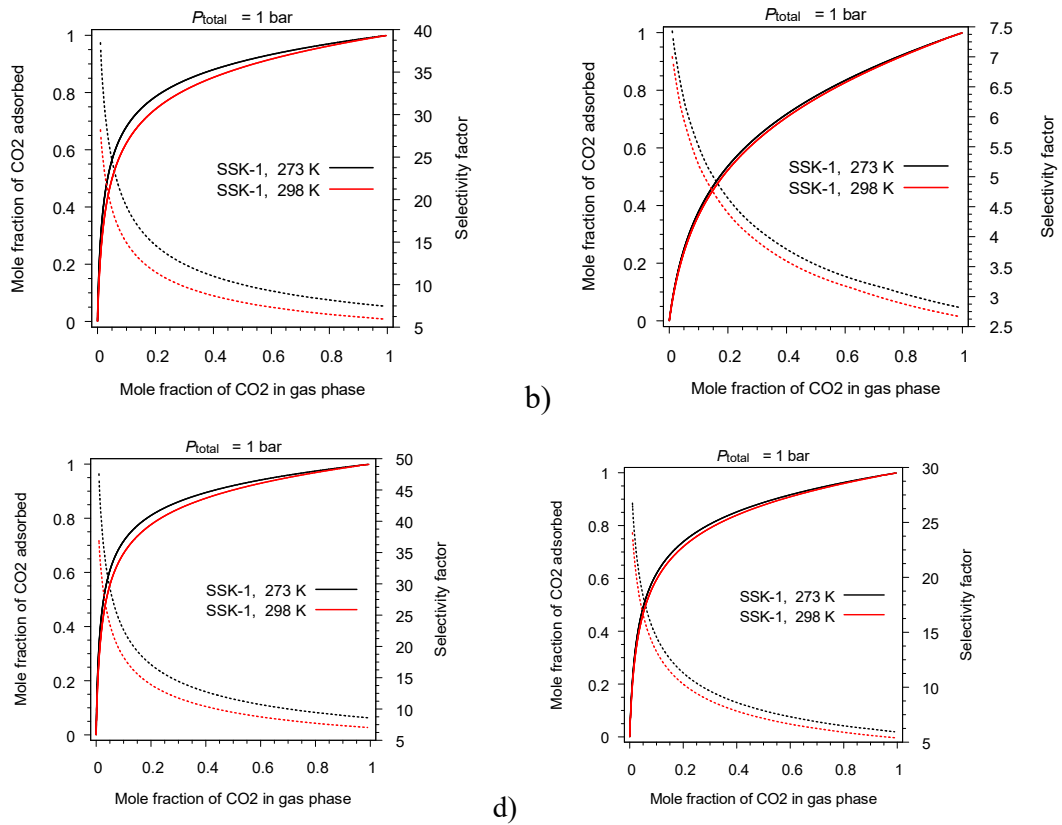 P total = 1 bar
1
0.8
0.6
0.4
0.2
0
Mole fraction of CO2 adsorbed
40
35
30
25
20
15
10
5
Selectivity factor
SSK-1, 273 K
SSK-1, 298 K
0 0.2 0.4 0.6 0.8 1
Mole fraction of CO2 in gas phase
P total = 1 bar
1
0.8
0.6
0.4
0.2
0
Mole fraction of CO2 adsorbed
7.5
7
6.5
6
5.5
5
4.5
4
3.5
3
2.5
Selectivity factor
SSK-1, 273 K
SSK-1, 298 K
0 0.2 0.4 0.6 0.8 1
Mole fraction of CO2 in gas phase
b)
P total = 1 bar
1
0.8
0.6
0.4
0.2
0
Mole fraction of CO2 adsorbed
50
45
40
35
30
25
20
15
10
5
Selectivity factor
SSK-1, 273 K
SSK-1, 298 K
0 0.2 0.4 0.6 0.8 1
Mole fraction of CO2 in gas phase
P total = 1 bar
1
0.8
0.6
0.4
0.2
0
Mole fraction of CO2 adsorbed
30
25
20
15
10
5
Selectivity factor
SSK-1, 273 K
SSK-1, 298 K
0 0.2 0.4 0.6 0.8 1
Mole fraction of CO2 in gas phase
d)